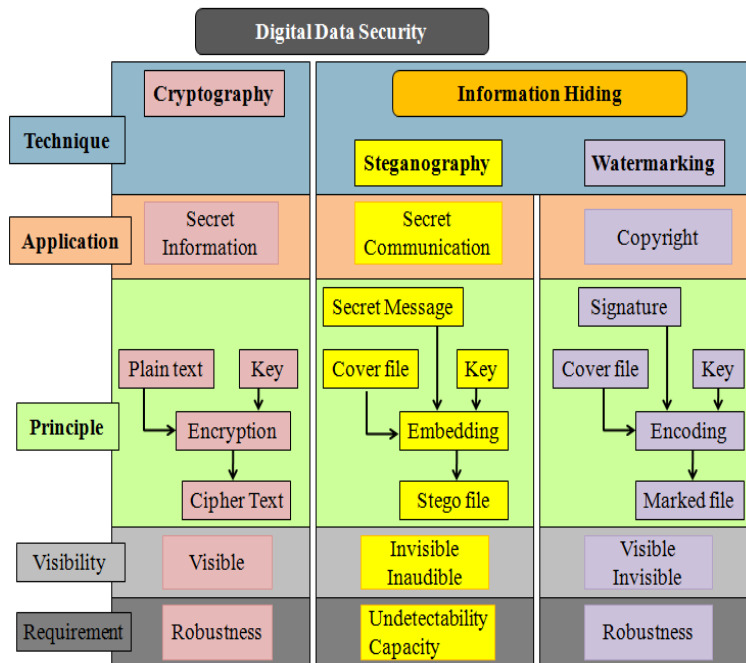 Digital Data Security
Cryptography
Information Hiding
Technique
Steganography
Watermarking
Application
Secret
Information
Secret
Communication
Copyright
Principle
Plain text
Key
Encryption
Cipher Text
Secret Message
Cover file
Key
Embedding
Stego file
Signature
Cover file
Key
Encoding
Marked file
Visibility
Visible
Invisible
Inaudible
Visible
Invisible
Requirement
Robustness
Undetectability
Capacity
Robustness